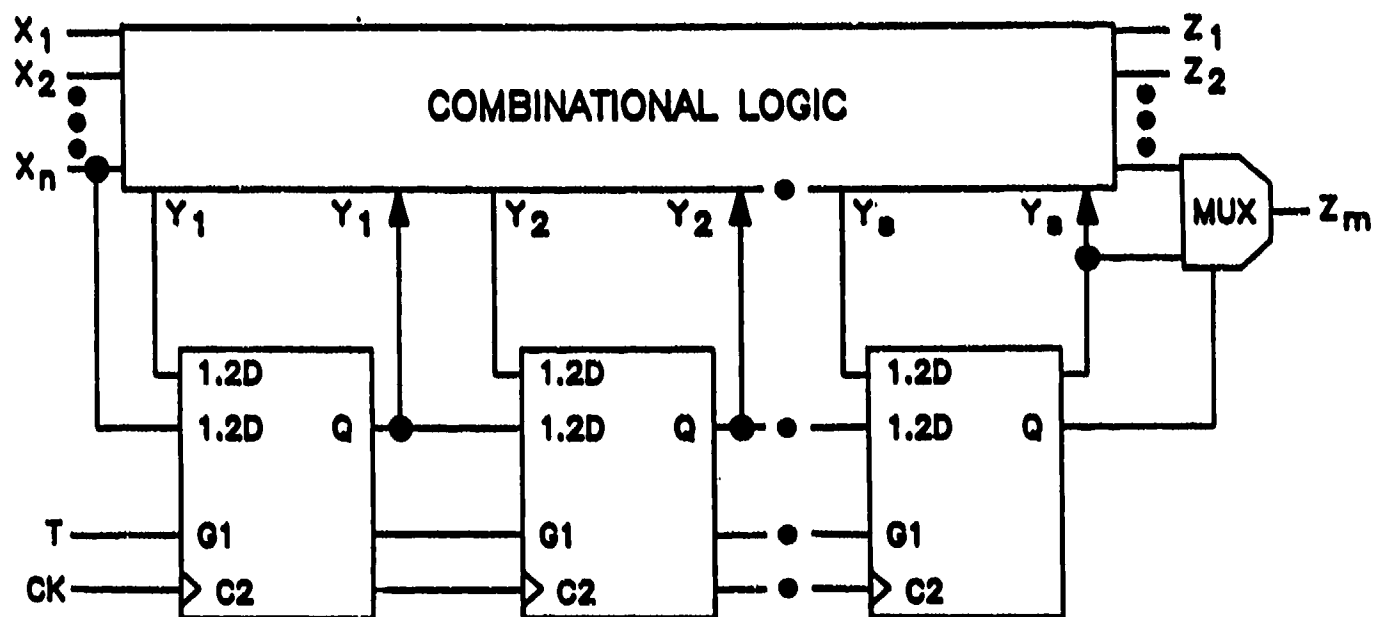 X1
X2
Xn
COMBINATIONAL LOGIC
Z1
Z2
MUX
Zm
Y1 Y1 Y2 Y2 Ys Ys
1.2D 1.2D 1.2D
1.2D Q 1.2D Q 1.2D Q
T G1 G1 G1
CK C2 C2 C2